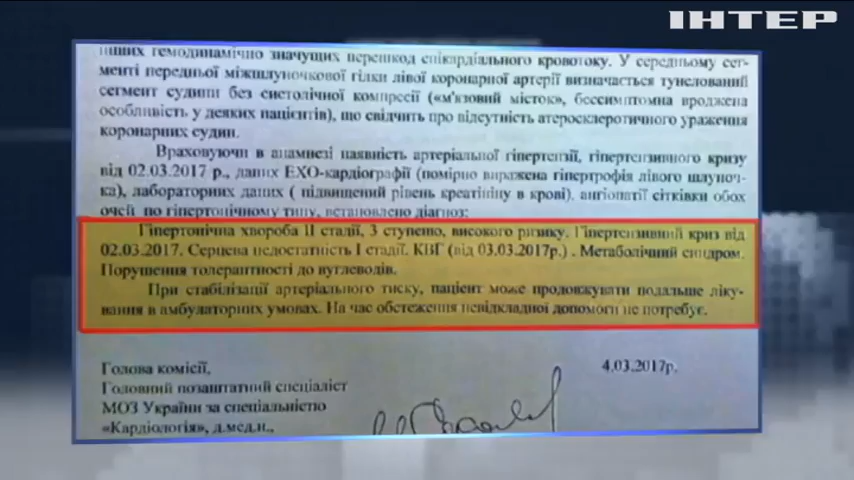 ІНТЕР
інших гемодинамічно значущих перешкод епікардіального кровотоку. У середньому сег-
менті передньої міжшлуночкової гілки лівої коронарної артерії визначається тунелований
сегмент судини без систолічної компресії («м'язовий місток», бессимптомна вроджена
особливість у деяких пацієнтів), що свідчить про відсутність атеросклеротичного ураження
коронарних судин.
Враховуючи в анамнезі наявність артеріальної гіпертензії, гіпертензивного кризу
від 02.03.2017 р., даних ЕХО-кардіографії (помірно виражена гіпертрофія лівого шлуноч-
ка), лабораторних даних ( підвищений рівень креатиніну в крові), ангіопатії сітківки обох
очей по гіпертонічному типу, встановлено діагноз:
Гіпертонічна хвороба II стадії, 3 ступеню, високого ризику. Гіпертензивний криз від
02.03.2017. Серцева недостатність I стадії. КВГ (від 03.03.2017р.) . Метаболічний синдром.
Порушення толерантності до вуглеводів.
При стабілізації артеріального тиску, пацієнт може продовжувати подальше ліку-
вання в амбулаторних умовах. На час обстеження невідкладної допомоги не потребує.
Голова комісії,
4.03.2017р.
Головний позаштатний спеціаліст
МОЗ України за спеціальністю
«Кардіологія», д.мед.н.,